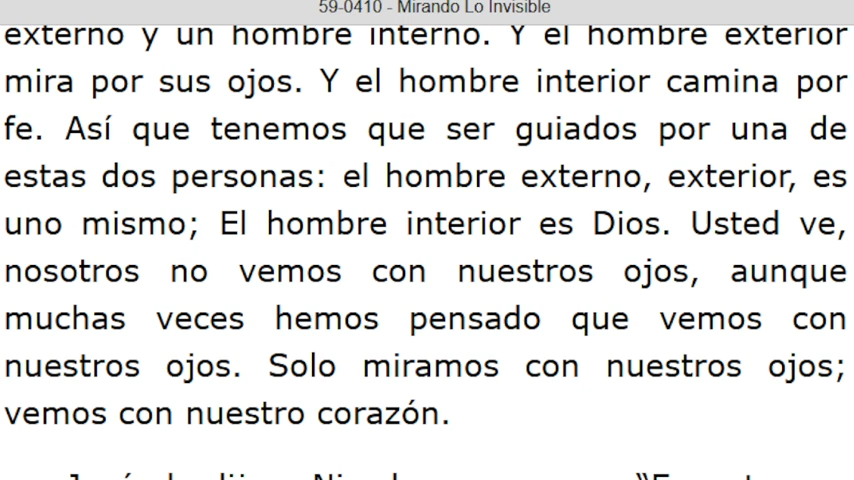 59-0410 - Mirando Lo Invisible
externo y un hombre interno. Y el hombre exterior
mira por sus ojos. Y el hombre interior camina por
fe. Así que tenemos que ser guiados por una de
estas dos personas: el hombre externo, exterior, es
uno mismo; El hombre interior es Dios. Usted ve,
nosotros no vemos con nuestros ojos, aunque
muchas veces hemos pensado que vemos con
nuestros ojos. Solo miramos con nuestros ojos;
vemos con nuestro corazón.